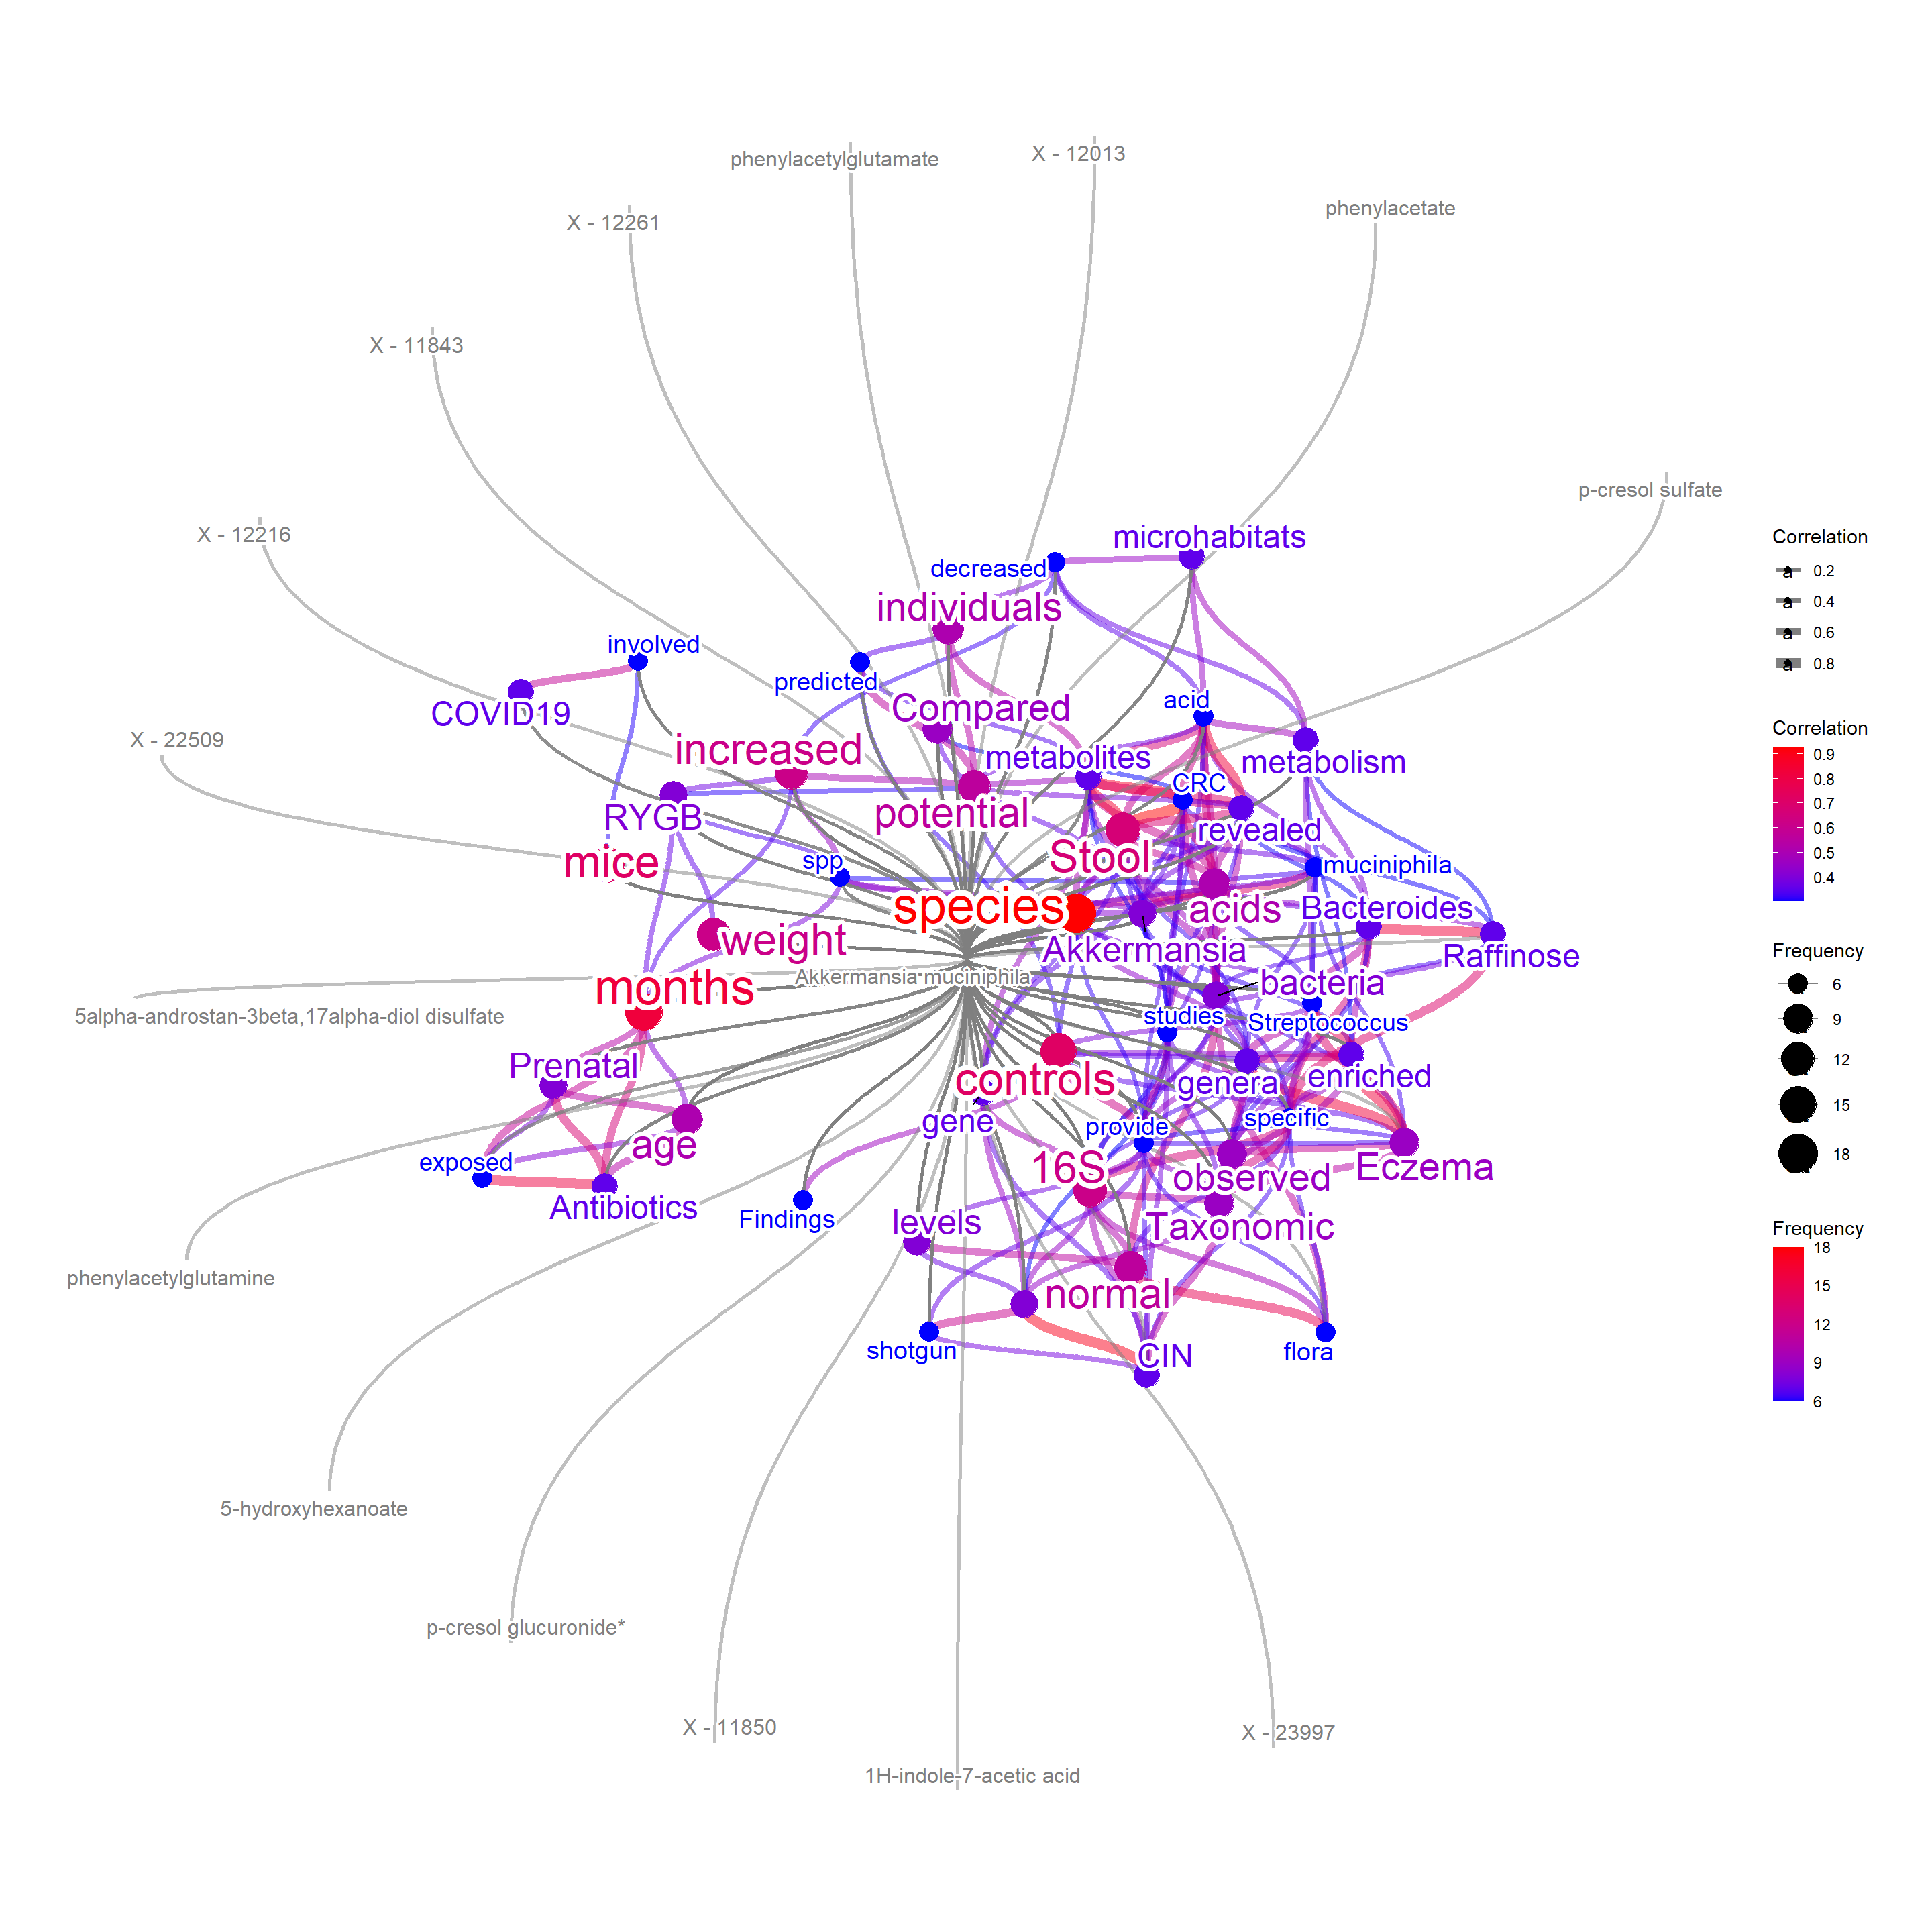 X - 12013
phenylacetylglutamate
phenylacetate
X - 12261
X - 11843
p-cresol sulfate
X - 12216
microhabitats
decreased
individuals
involved
predicted
acid
COVID19
Compared
X - 22509
increased
metabolites
metabolism
CRC
RYGB
potential
revealed
mice
spp
Stool
muciniphila
species
acids
Bacteroides
weight
Akkermansia
Raffinose
Akkermansia muciniphila
months
bacteria
5alpha-androstan-3beta,17alpha-diol disulfate
studies
Streptococcus
Prenatal
controls
genera
enriched
gene
provide
specific
age
exposed
16S
observed
Eczema
Antibiotics
Findings
levels
Taxonomic
phenylacetylglutamine
normal
shotgun
CIN
flora
5-hydroxyhexanoate
p-cresol glucuronide*
X - 11850
X - 23997
1H-indole-7-acetic acid
Correlation
a 0.2
a 0.4
a 0.6
a 0.8
Correlation
0.9
0.8
0.7
0.6
0.5
0.4
Frequency
6
9
12
15
18
Frequency
18
15
12
9
6